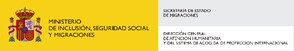 MINISTERIO
DE INCLUSIÓN, SEGURIDAD SOCIAL
Y MIGRACIONES
SECRETARÍA DE ESTADO
DE MIGRACIONES
DIRECCIÓN GENERAL
DE ATENCIÓN HUMANITARIA
Y DEL SISTEMA DE ACOGIDA DE PROTECCIÓN INTERNACIONAL